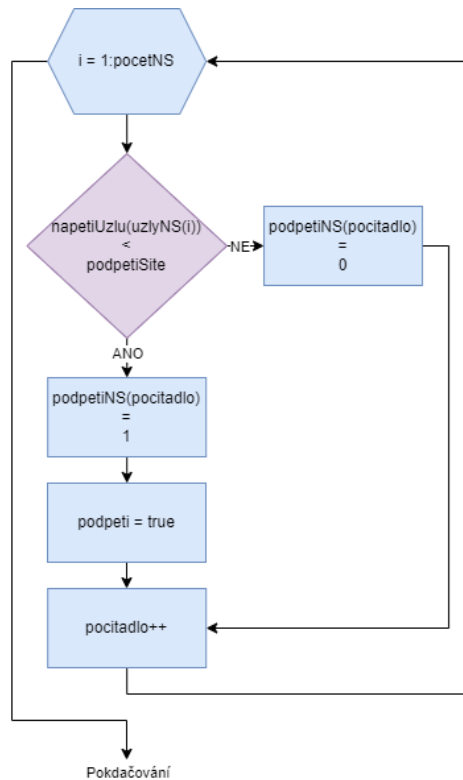 i = 1:pocetNS
napetiUzlu(uzlyNS(i))
<
podpetiSite
NE
podpetiNS(pocitadlo)
=
0
ANO
podpetiNS(pocitadlo)
=
1
podpeti = true
pocitadlo++
Pokdačování